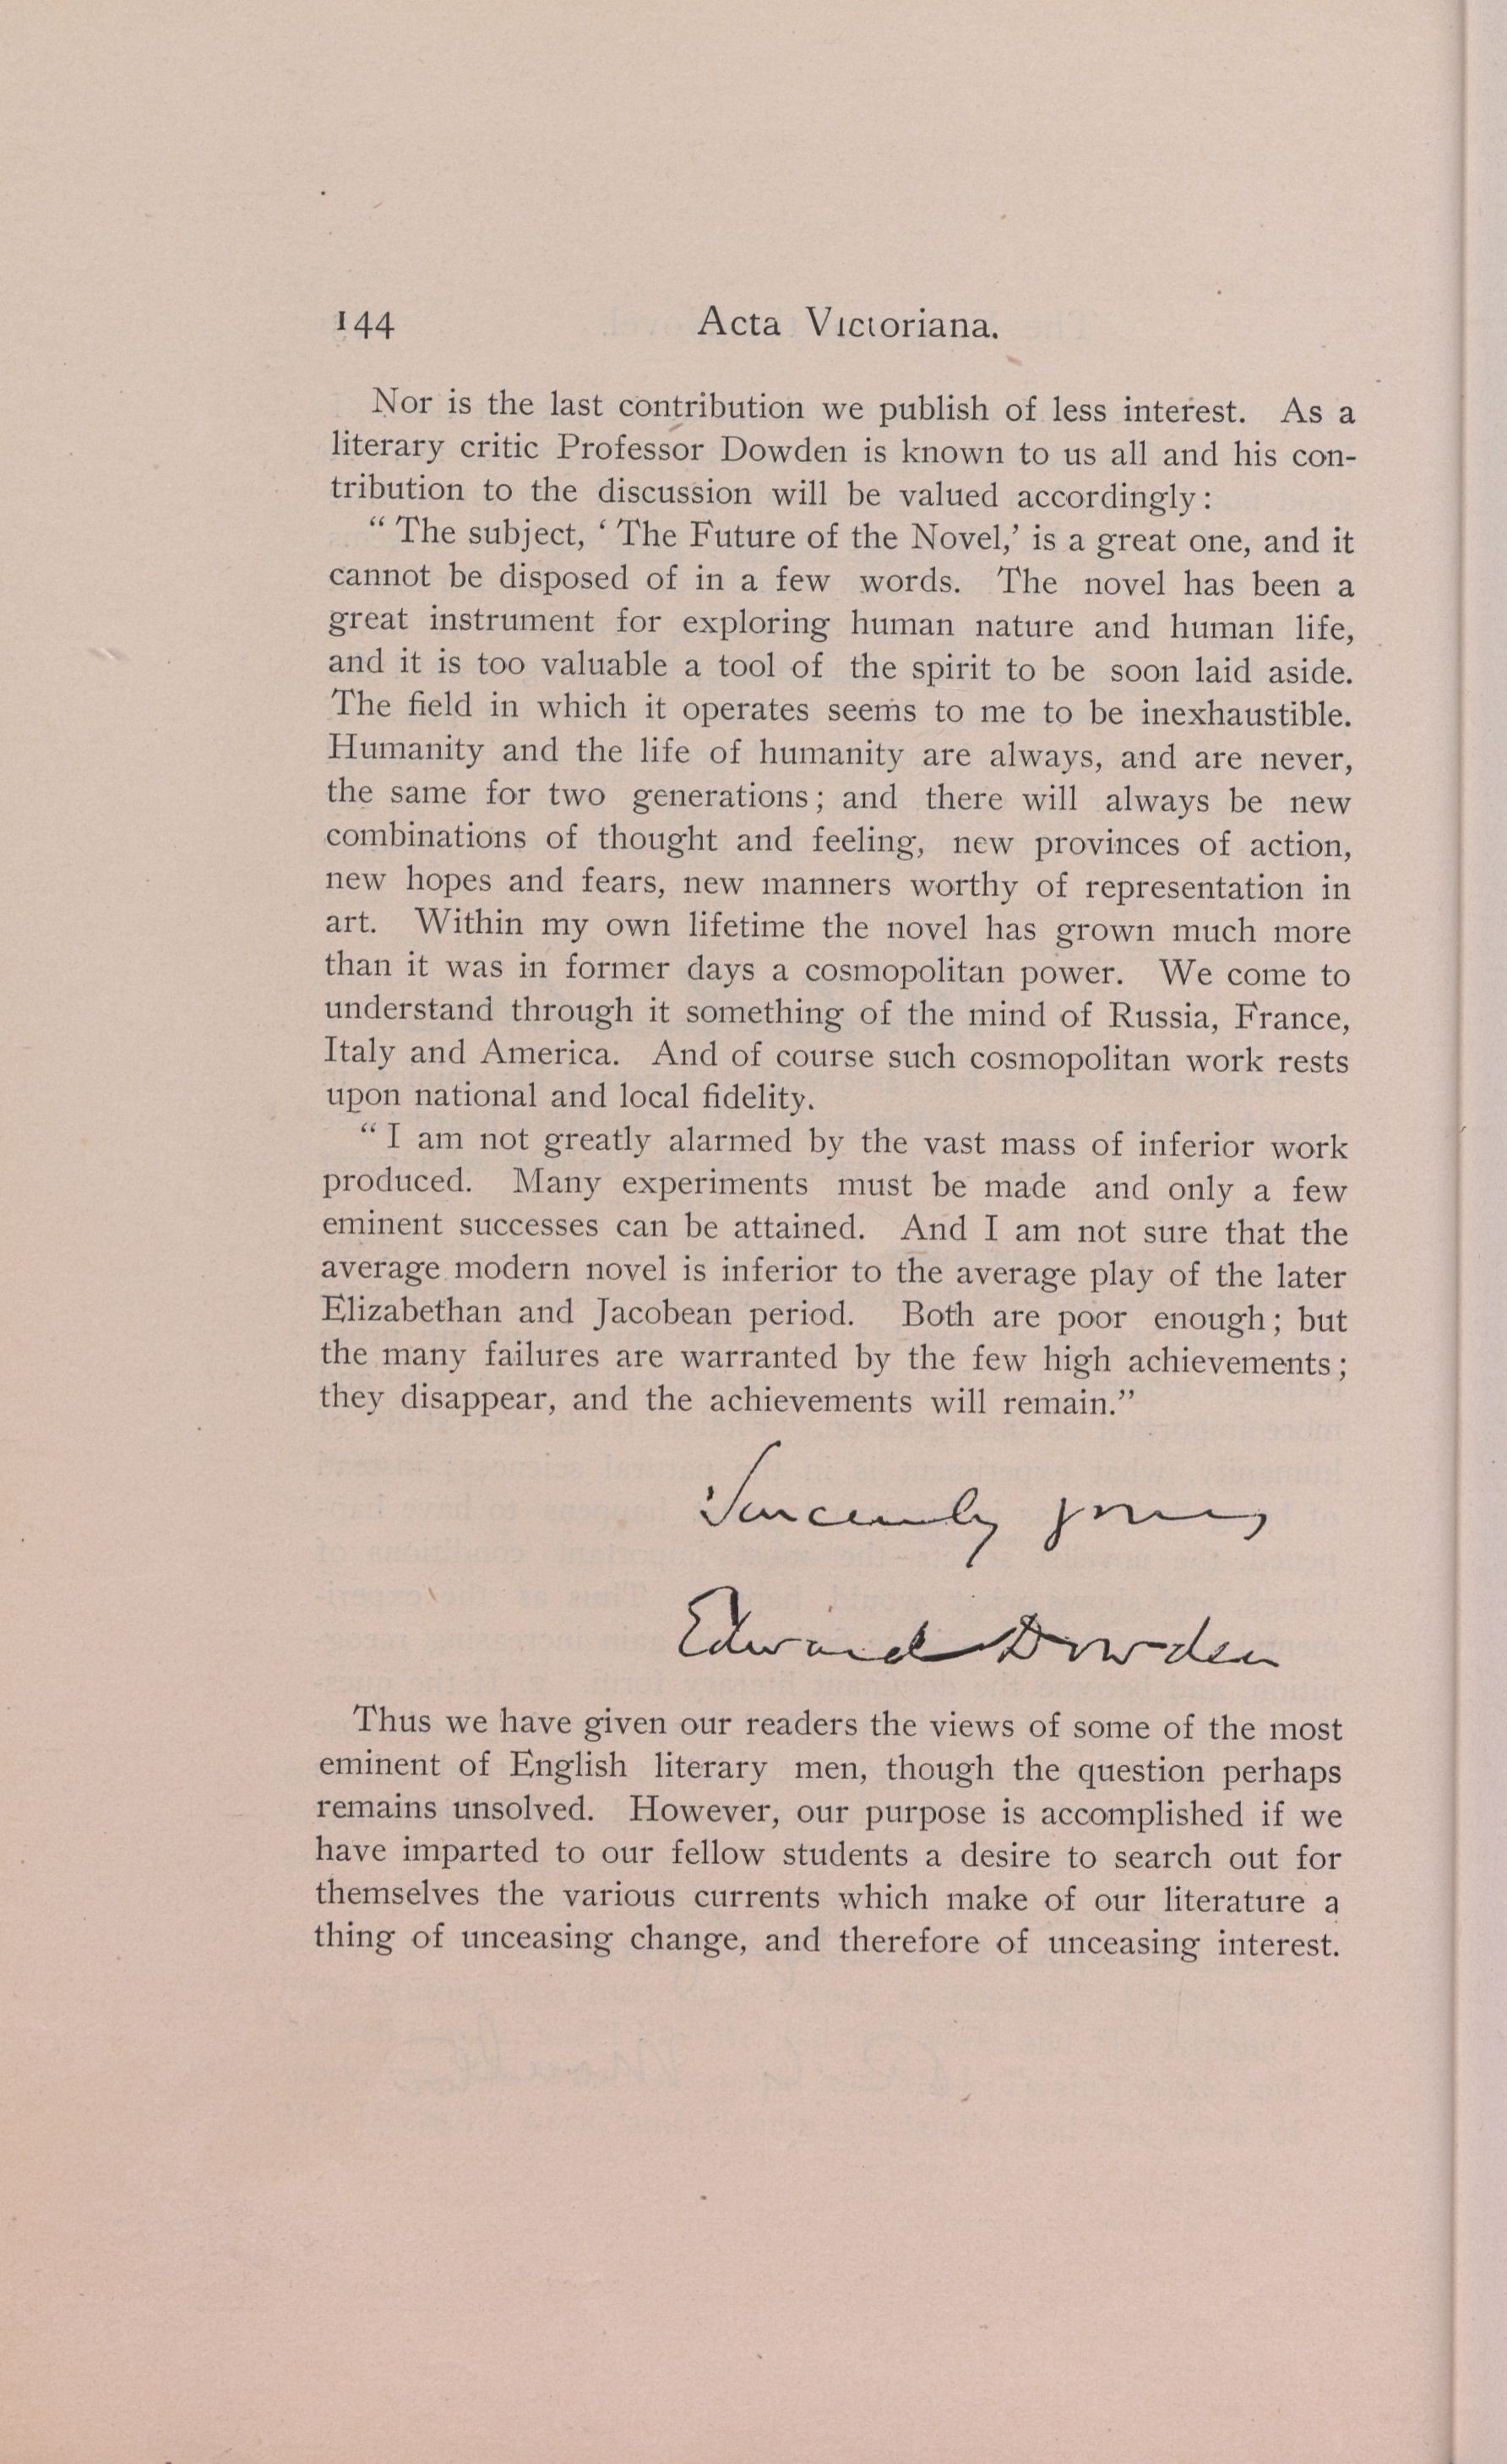 144 Acta Victoriana.
Nor is the last contribution we publish of less interest. As a
literary critic Professor Dowden is known to us all and his con-
tribution to the discussion will be valued accordingly:
“The subject, ‘The Future of the Novel,’ is a great one, and it
cannot be disposed of in a few words. The novel has been a
great instrument for exploring human nature and human life,
and it is too valuable a tool of the spirit to be soon laid aside.
The field in which it operates seems to me to be inexhaustible.
Humanity and the life of humanity are always, and are never,
the same for two generations; and there will always be new
combinations of thought and feeling, new provinces of action,
new hopes and fears, new manners worthy of representation in
art. Within my own lifetime the novel has grown much more
than it was in former days a cosmopolitan power. We come to
understand through it something of the mind of Russia, France,
Italy and America. And of course such cosmopolitan work rests
upon national and local fidelity.
“I am not greatly alarmed by the vast mass of inferior work
produced. Many experiments must be made and only a few
eminent successes can be attained. And I am not sure that the
average modern novel is inferior to the average play of the later
Elizabethan and Jacobean period. Both are poor enough; but
the many failures are warranted by the few high achievements;
they disappear, and the achievements will remain.”
Sincerely yours
Edward Dowden
Thus we have given our readers the views of some of the most
eminent of English literary men, though the question perhaps
remains unsolved. However, our purpose is accomplished if we
have imparted to our fellow students a desire to search out for
themselves the various currents which make of our literature a
thing of unceasing change, and therefore of unceasing interest.